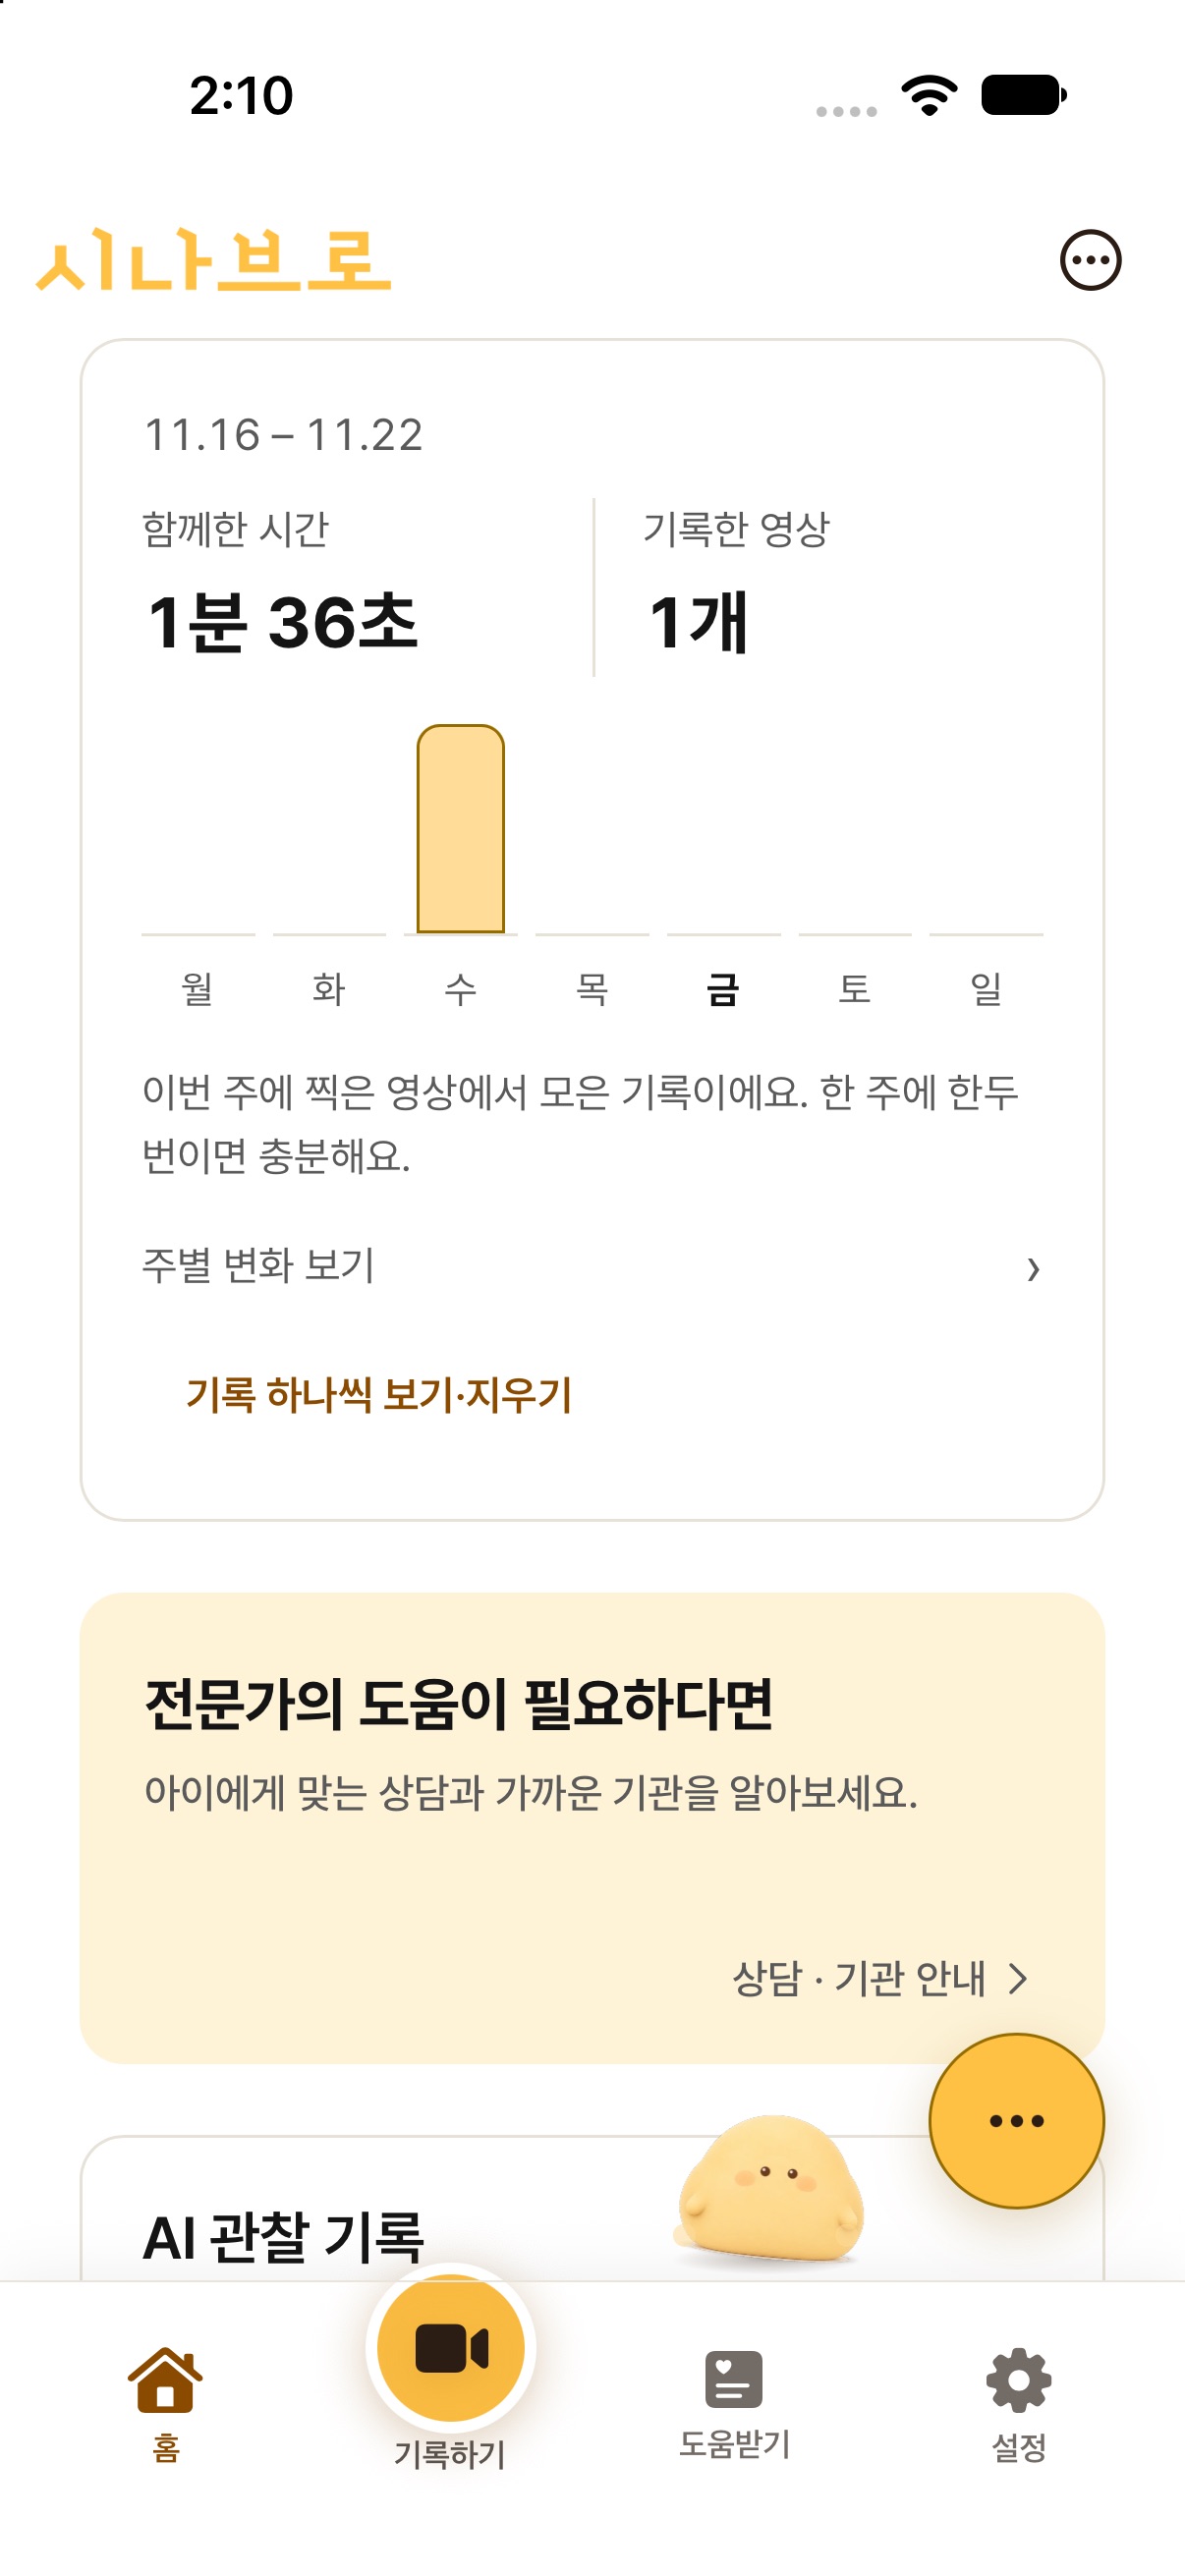 2:10
시나브로
11.16 – 11.22
함께한 시간
기록한 영상
1분 36초
1개
월 화 수 목 금 토 일
이번 주에 찍은 영상에서 모은 기록이에요. 한 주에 한두
번이면 충분해요.
주별 변화 보기
기록 하나씩 보기·지우기
전문가의 도움이 필요하다면
아이에게 맞는 상담과 가까운 기관을 알아보세요.
상담 · 기관 안내
AI 관찰 기록
홈
기록하기
도움받기
설정